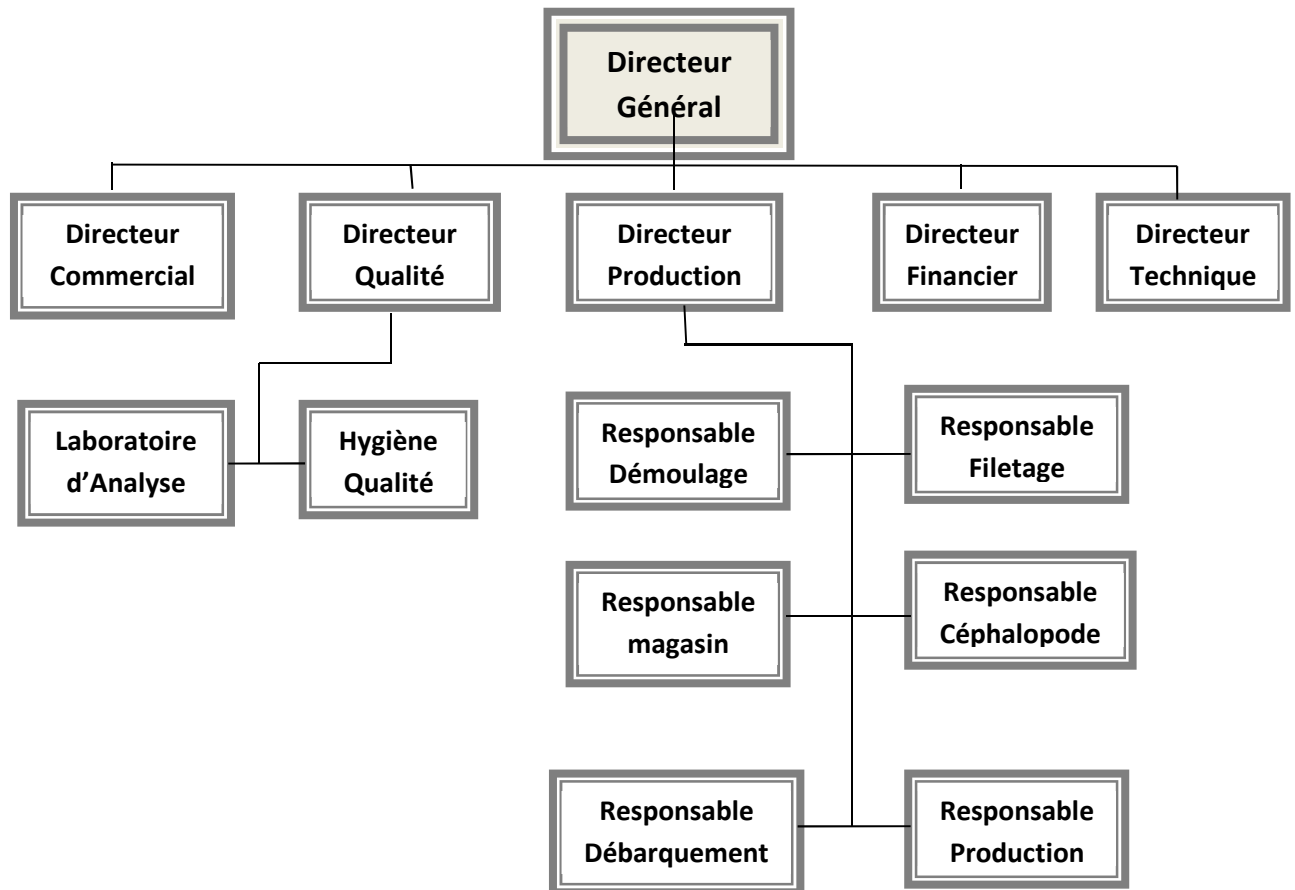 Directeur
Général
Directeur
Commercial
Directeur
Qualité
Directeur
Production
Directeur
Financier
Directeur
Technique
Laboratoire
d’Analyse
Hygiène
Qualité
Responsable
Démoulage
Responsable
Filetage
Responsable
magasin
Responsable
Céphalopode
Responsable
Débarquement
Responsable
Production